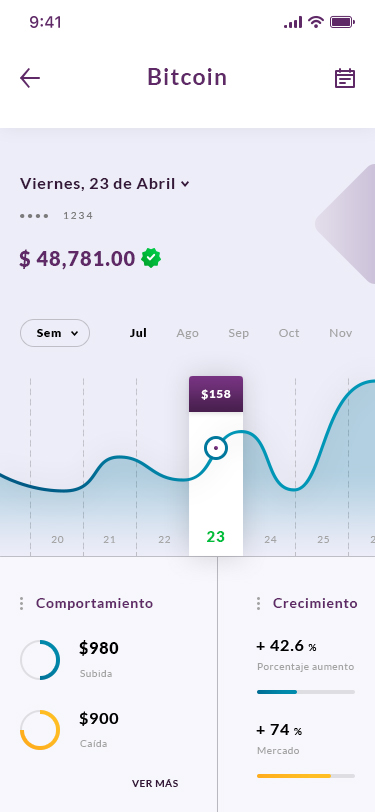 9:41
Bitcoin
Viernes, 23 de Abril
•••• 1234
$ 48,781.00
Sem Jul Ago Sep Oct Nov
$158
20 21 22 23 24 25 2
Comportamiento
$980
Subida
$900
Caída
VER MÁS
Crecimiento
+ 42.6 %
Porcentaje aumento
+ 74 %
Mercado